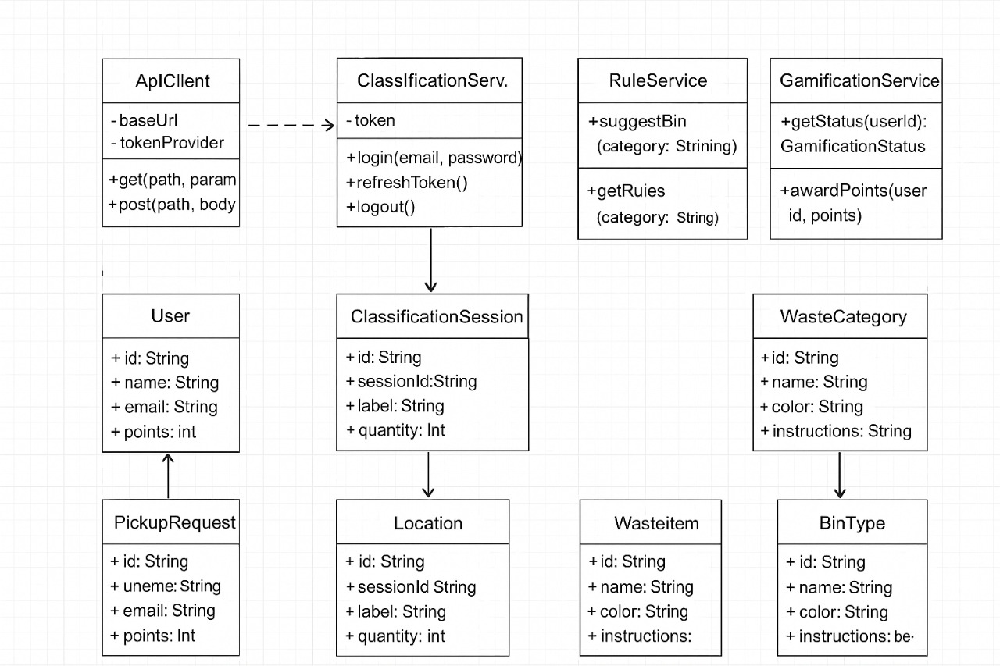 ApICllent
- baseUrl
- tokenProvider
+get(path, param
+post(path, body
ClassIficationServ.
- token
+login(email, password)
+refreshToken()
+logout()
RuleService
+suggestBin
(category: Strining)
+getRuies
(category: String)
GamificationService
+getStatus(userId):
GamificationStatus
+awardPoints(user
id, points)
User
+ id: String
+ name: String
+ email: String
+ points: int
ClassificationSession
+ id: String
+ sessionId:String
+ label: String
+ quantity: Int
WasteCategory
+ id: String
+ name: String
+ color: String
+ instructions: String
PickupRequest
+ id: String
+ uneme: String
+ email: String
+ points: Int
Location
+ id: String
+ sessionId String
+ label: String
+ quantity: int
Wasteitem
+ id: String
+ name: String
+ color: String
+ instructions:
BinType
+ id: String
+ name: String
+ color: String
+ instructions: be·